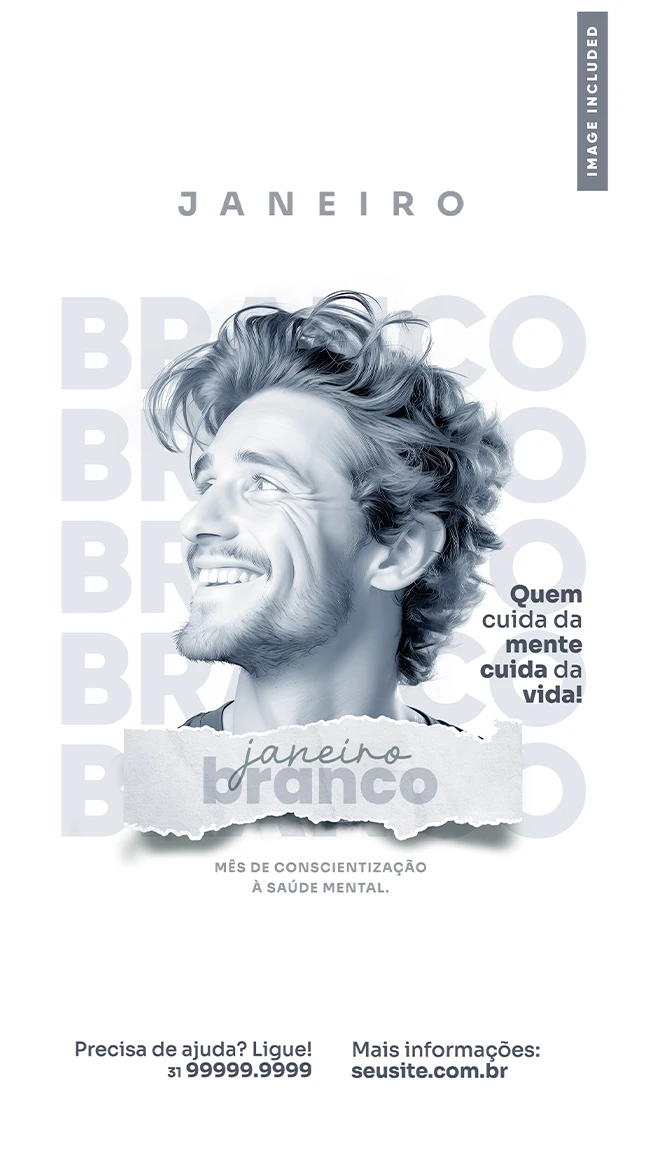 IMAGE INCLUDED
JANEIRO
BRANCO
BRANCO
BRANCO
BRANCO
BRANCO
Quem
cuida da
mente
cuida da
vida!
janeiro
branco
MÊS DE CONSCIENTIZAÇÃO
À SAÚDE MENTAL.
Precisa de ajuda? Ligue!
31 99999.9999
Mais informações:
seusite.com.br